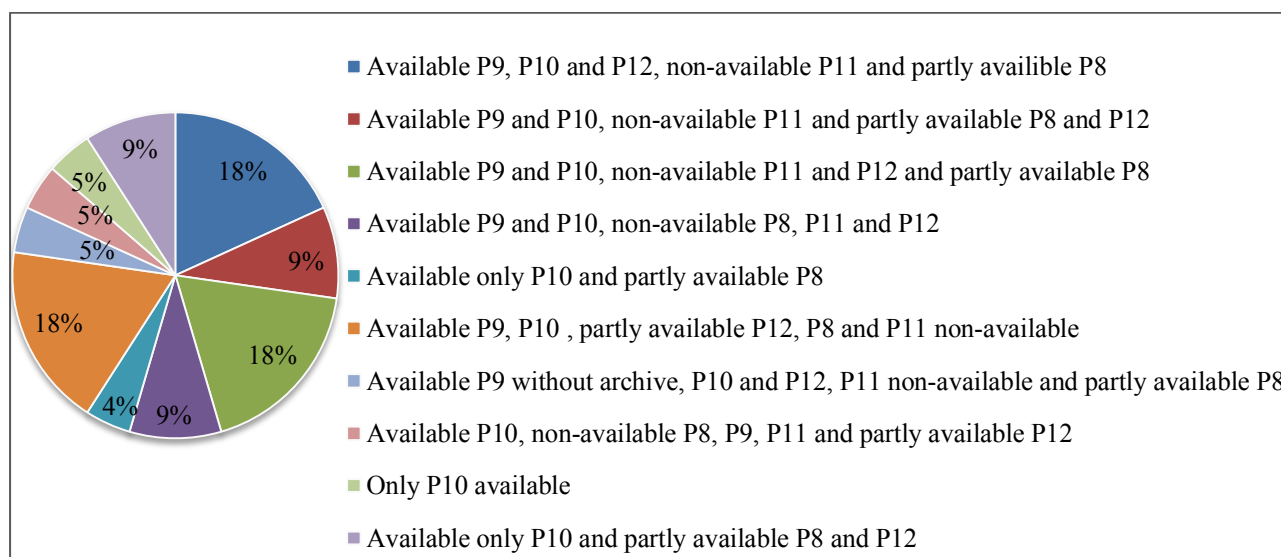 18%
9%
18%
9%
4%
18%
5%
5%
5%
9%
Available P9, P10 and P12, non-available P11 and partly availible P8
Available P9 and P10, non-available P11 and partly available P8 and P12
Available P9 and P10, non-available P11 and P12 and partly available P8
Available P9 and P10, non-available P8, P11 and P12
Available only P10 and partly available P8
Available P9, P10 , partly available P12, P8 and P11 non-available
Available P9 without archive, P10 and P12, P11 non-available and partly available P8
Available P10, non-available P8, P9, P11 and partly available P12
Only P10 available
Available only P10 and partly available P8 and P12